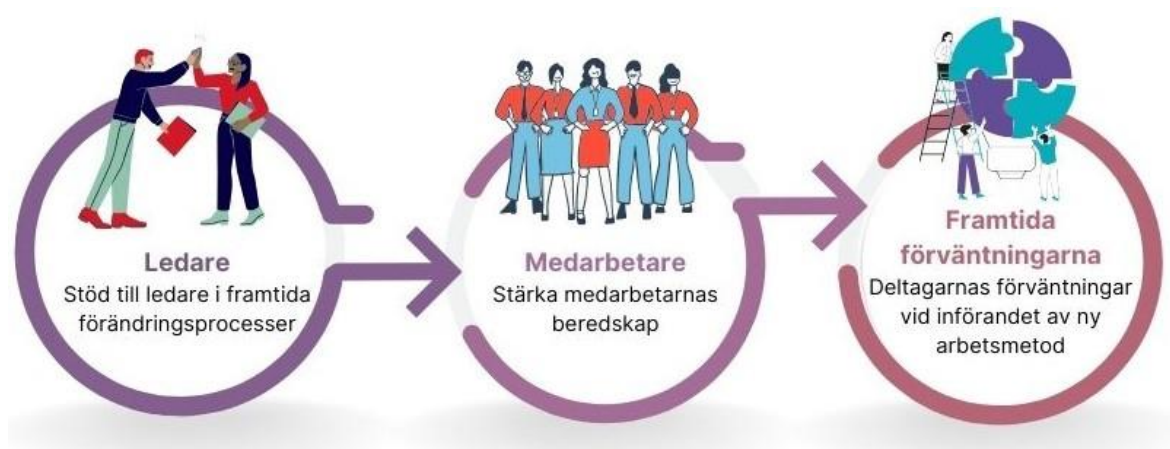 Ledare
Stöd till ledare i framtida
förändringsprocesser
Medarbetare
Stärka medarbetarnas
beredskap
Framtida
förväntningarna
Deltagarnas förväntningar
vid införandet av ny
arbetsmetod